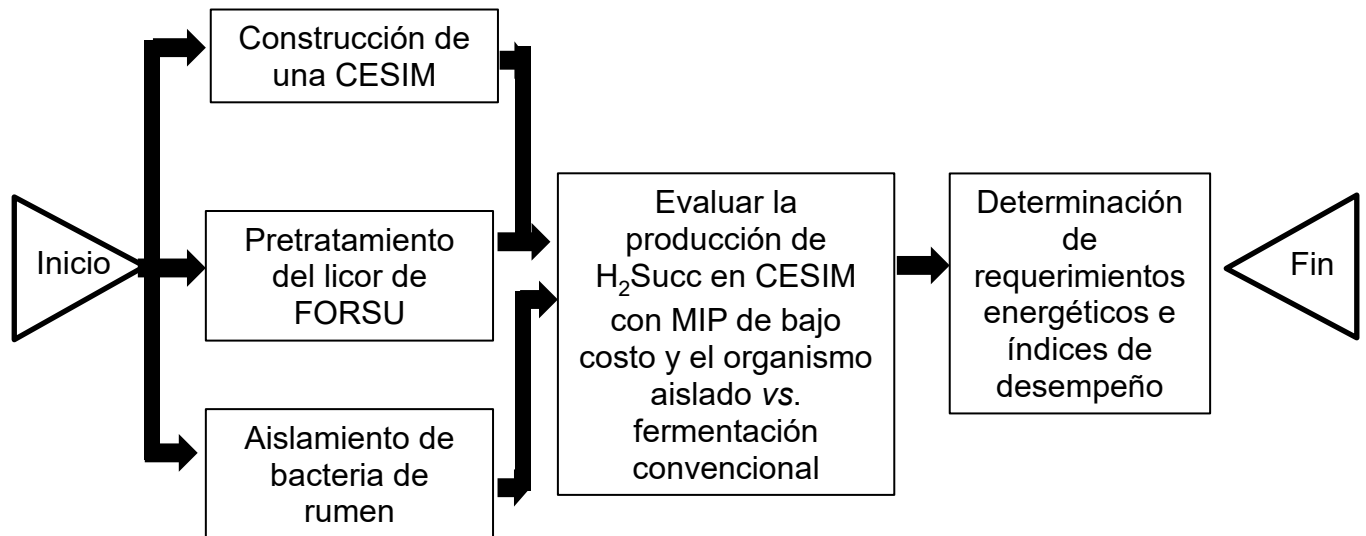 Inicio
Construcción de
una CESIM
Pretratamiento
del licor de
FORSU
Aislamiento de
bacteria de
rumen
Evaluar la
producción de
H₂Succ en CESIM
con MIP de bajo
costo y el organismo
aislado vs.
fermentación
convencional
Determinación
de
requerimientos
energéticos e
índices de
desempeño
Fin